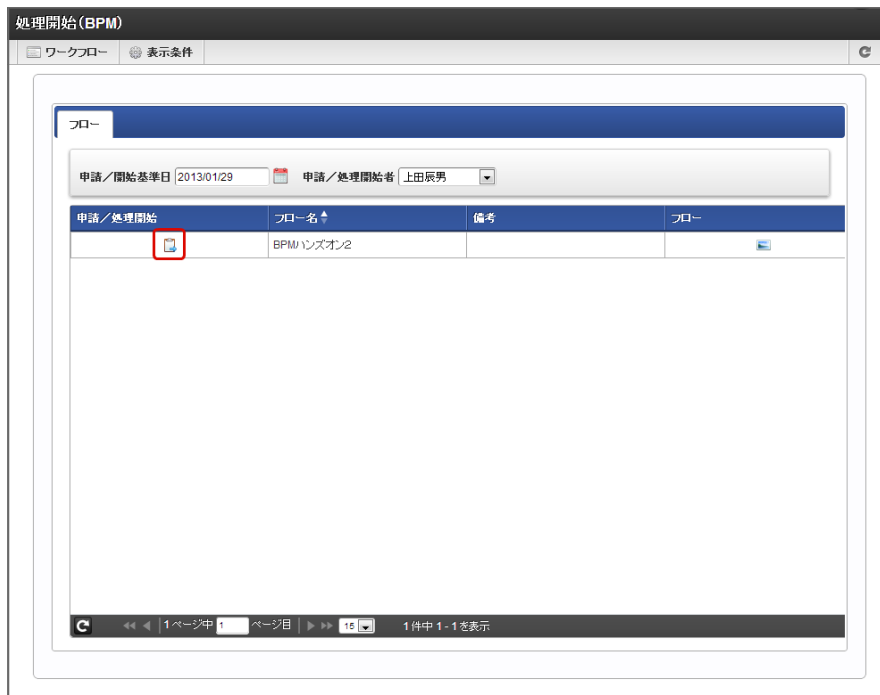 処理開始(BPM)
ワークフロー 表示条件
フロー
申請／開始基準日 2013/01/29 申請／処理開始者 上田辰男
申請／処理開始 フロー名 備考 フロー
BPMハンズオン2
1 ページ中 1 ページ目 15 1 件中 1 - 1 を表示